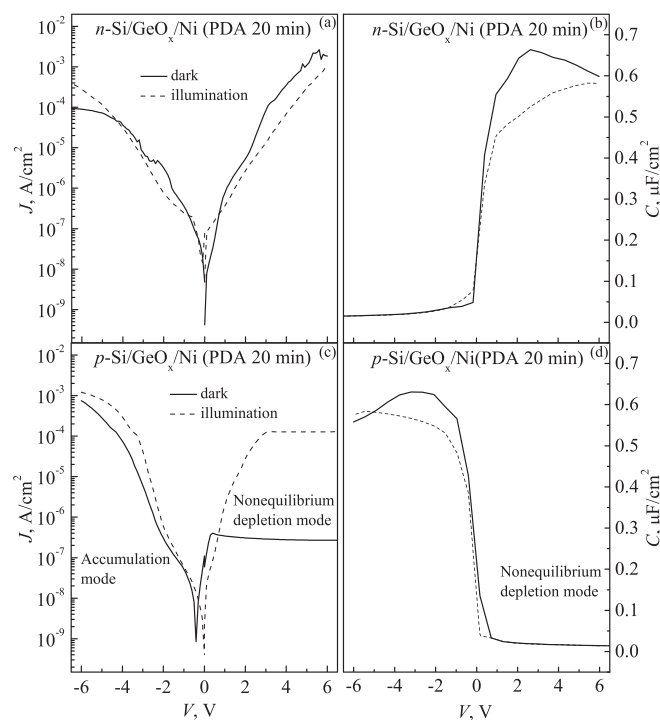 n-Si/GeOx/Ni (PDA 20 min) (a)
dark
illumination
10⁻²
10⁻³
10⁻⁴
10⁻⁵
10⁻⁶
10⁻⁷
10⁻⁸
10⁻⁹
J, A/cm²
n-Si/GeOx/Ni (PDA 20 min) (b)
0.7
0.6
0.5
0.4
0.3
0.2
0.1
0.0
C, μF/cm²
p-Si/GeOx/Ni (PDA 20 min) (c)
dark
illumination
Nonequilibrium
depletion mode
Accumulation
mode
10⁻²
10⁻³
10⁻⁴
10⁻⁵
10⁻⁶
10⁻⁷
10⁻⁸
10⁻⁹
J, A/cm²
-6 -4 -2 0 2 4 6
V, V
p-Si/GeOx/Ni(PDA 20 min) (d)
Nonequilibrium
depletion mode
0.7
0.6
0.5
0.4
0.3
0.2
0.1
0.0
C, μF/cm²
-6 -4 -2 0 2 4 6
V, V